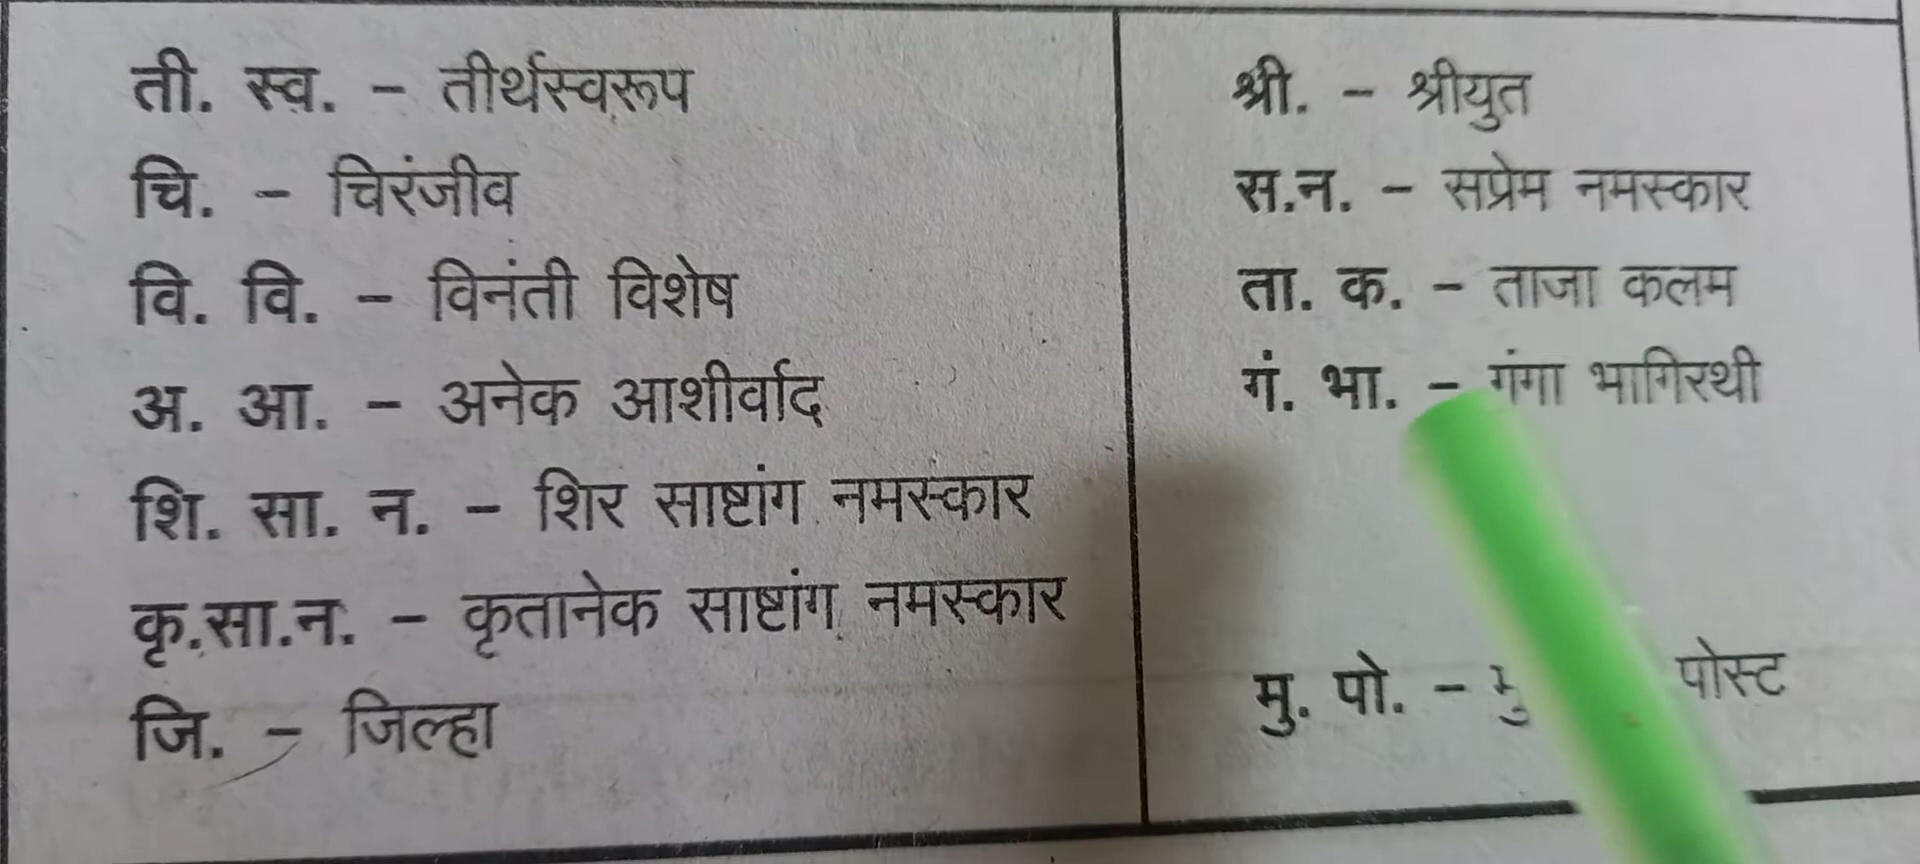 ती. स्व. – तीर्थस्वरूप
चि. – चिरंजीव
वि. वि. – विनंती विशेष
अ. आ. – अनेक आशीर्वाद
शि. सा. न. – शिर साष्टांग नमस्कार
कृ.सा.न. – कृतानेक साष्टांग नमस्कार
जि. – जिल्हा
श्री. – श्रीयुत
स.न. – सप्रेम नमस्कार
ता. क. – ताजा कलम
गं. भा. – गंगा भागिरथी
मु. पो. – पोस्ट